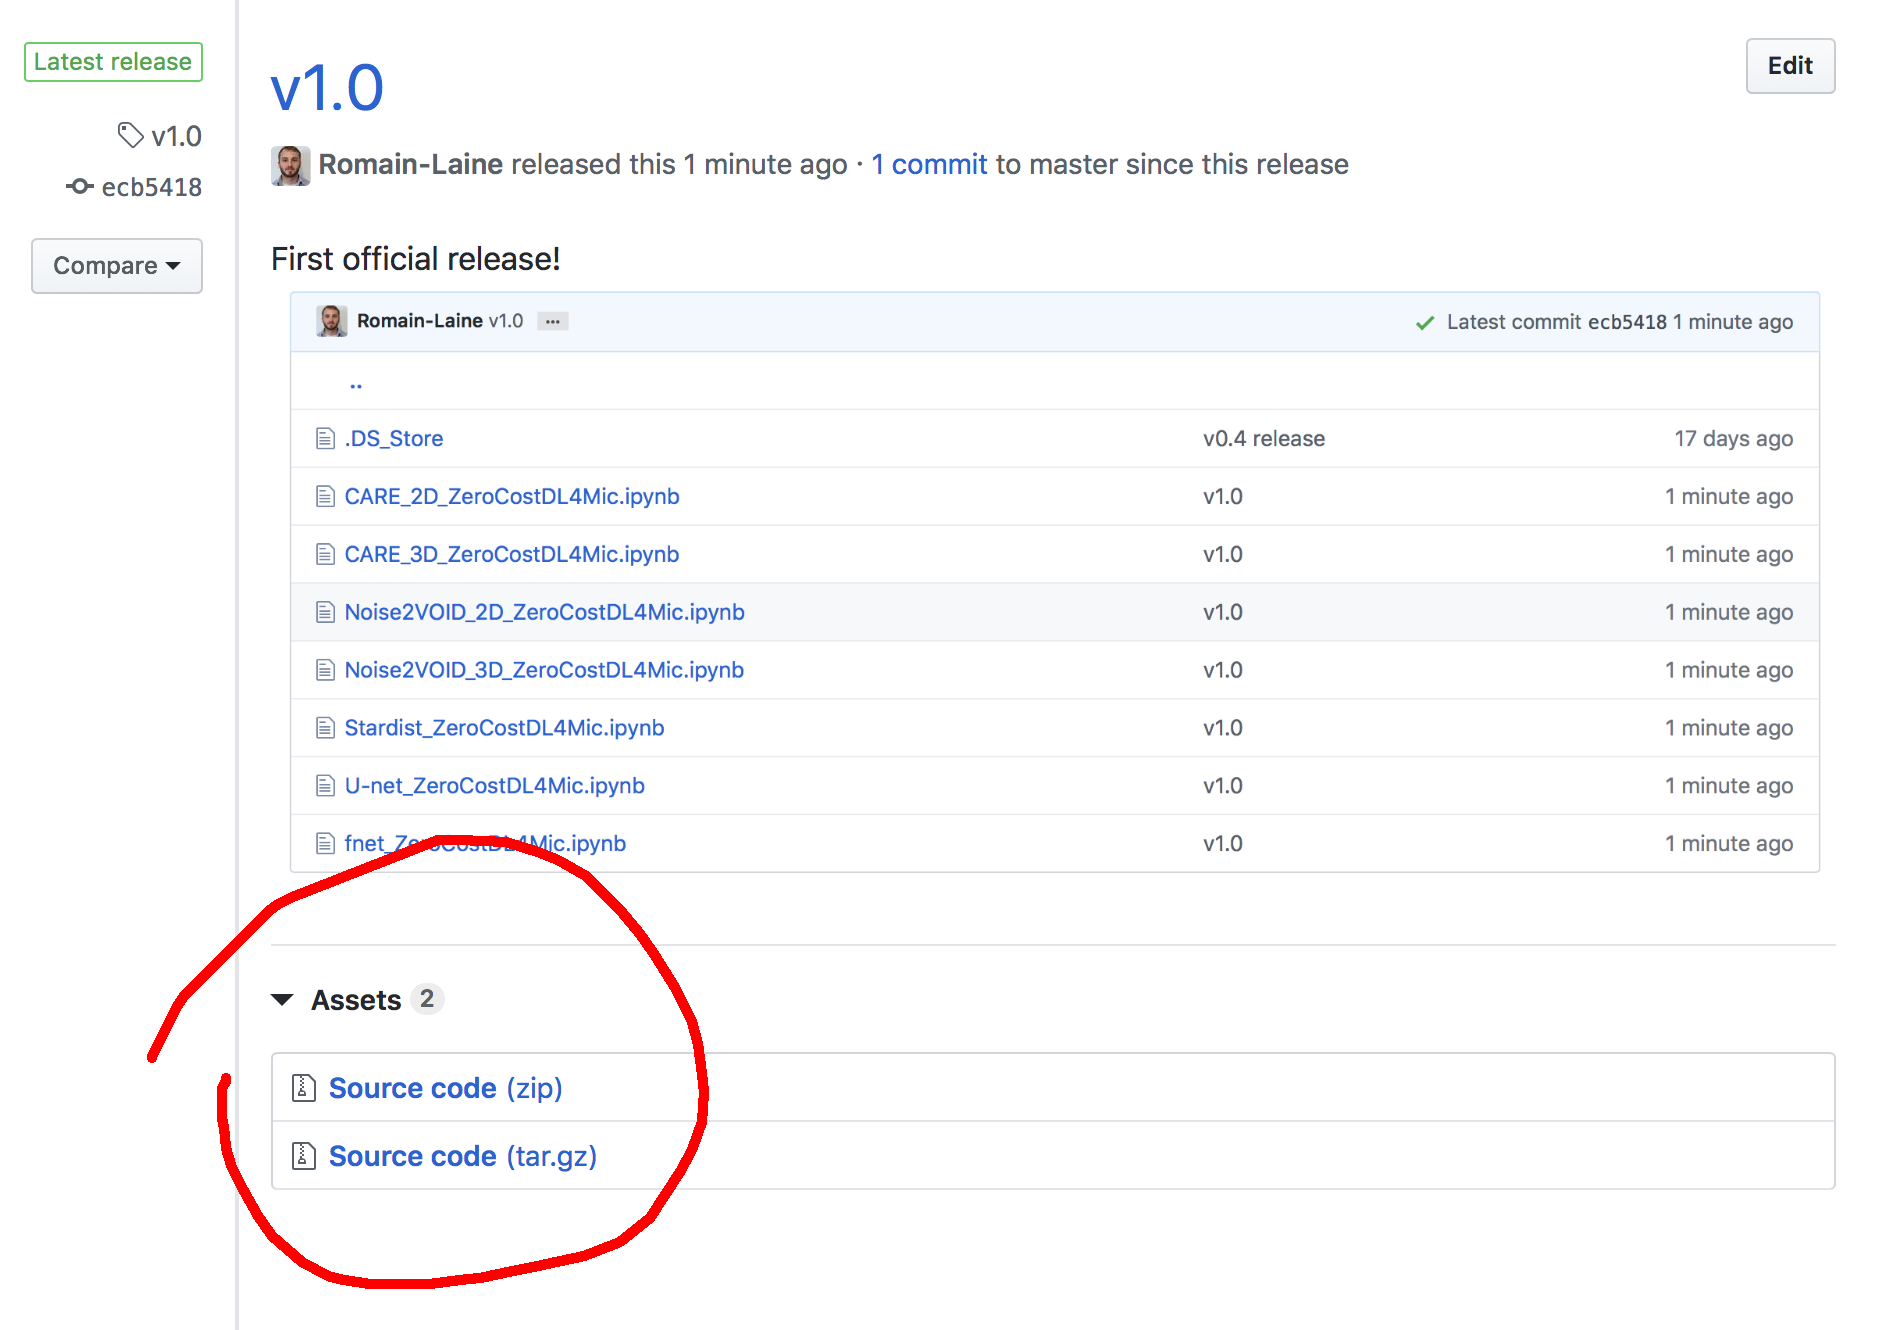 Latest release
v1.0
ecb5418
Compare
v1.0
Edit
Romain-Laine released this 1 minute ago · 1 commit to master since this release
First official release!
Romain-Laine v1.0 ... Latest commit ecb5418 1 minute ago
..
.DS_Store v0.4 release 17 days ago
CARE_2D_ZeroCostDL4Mic.ipynb v1.0 1 minute ago
CARE_3D_ZeroCostDL4Mic.ipynb v1.0 1 minute ago
Noise2VOID_2D_ZeroCostDL4Mic.ipynb v1.0 1 minute ago
Noise2VOID_3D_ZeroCostDL4Mic.ipynb v1.0 1 minute ago
Stardist_ZeroCostDL4Mic.ipynb v1.0 1 minute ago
U-net_ZeroCostDL4Mic.ipynb v1.0 1 minute ago
fnet_ZeroCostDL4Mic.ipynb v1.0 1 minute ago
Assets 2
Source code (zip)
Source code (tar.gz)